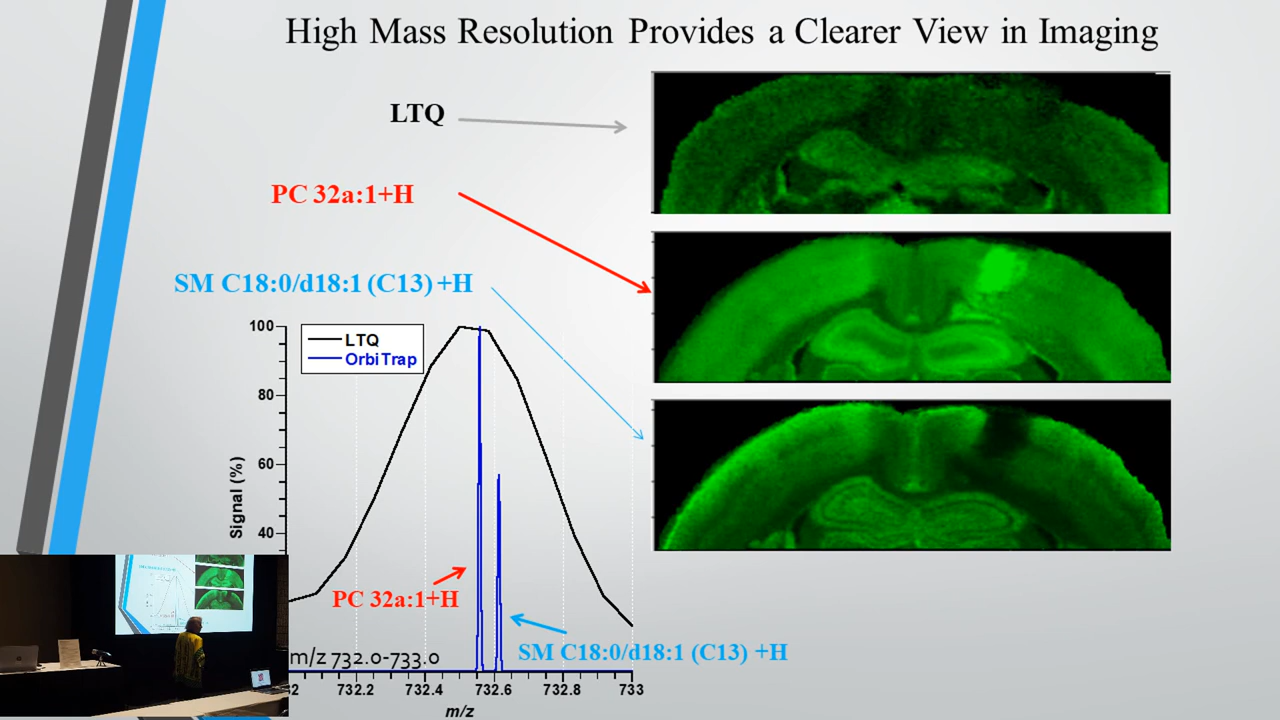 High Mass Resolution Provides a Clearer View in Imaging
LTQ
PC 32a:1+H
SM C18:0/d18:1 (C13) +H
100
80
60
40
Signal (%)
LTQ
OrbiTrap
PC 32a:1+H
SM C18:0/d18:1 (C13) +H
m/z 732.0-733.0
2
732.2
732.4
732.6
732.8
733
m/z